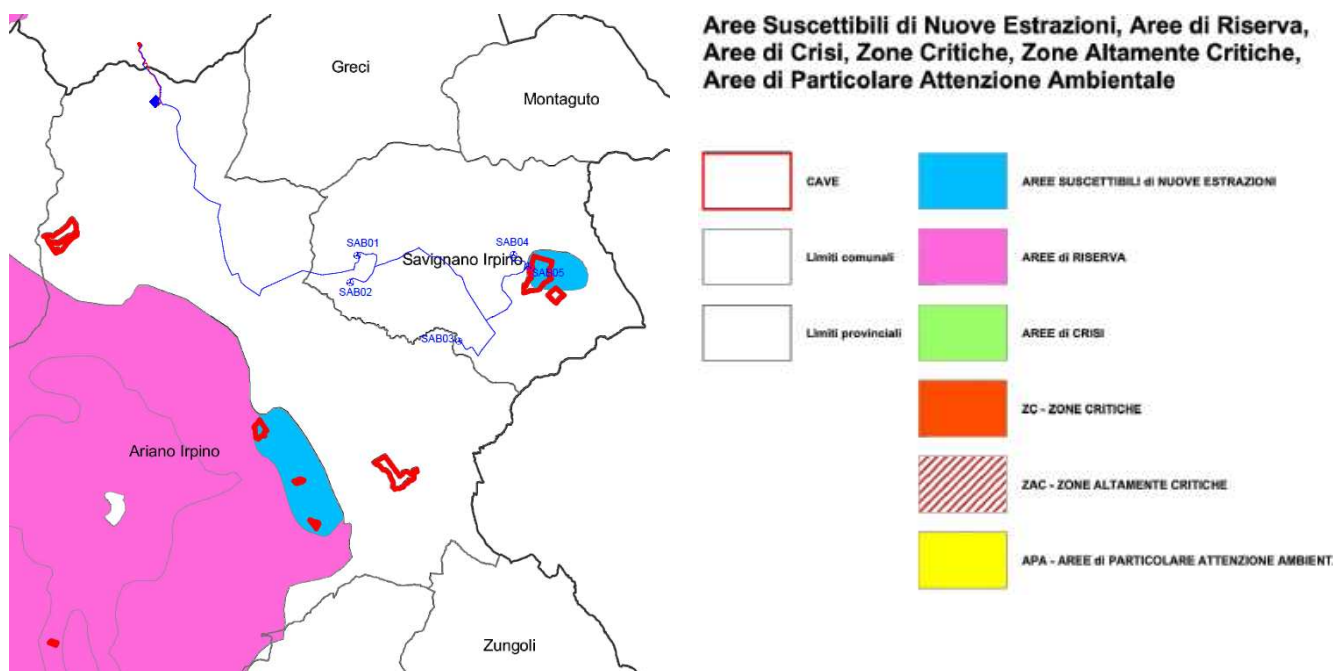 Greci
Montaguto
SAB01
SAB04
Savignano Irpino
SAB05
SAB02
SAB03
Ariano Irpino
Zungoli
Aree Suscettibili di Nuove Estrazioni, Aree di Riserva,
Aree di Crisi, Zone Critiche, Zone Altamente Critiche,
Aree di Particolare Attenzione Ambientale
CAVE
AREE SUSCETTIBILI di NUOVE ESTRAZIONI
Limiti comunali
AREE di RISERVA
Limiti provinciali
AREE di CRISI
ZC - ZONE CRITICHE
ZAC - ZONE ALTAMENTE CRITICHE
APA - AREE di PARTICOLARE ATTENZIONE AMBIENT